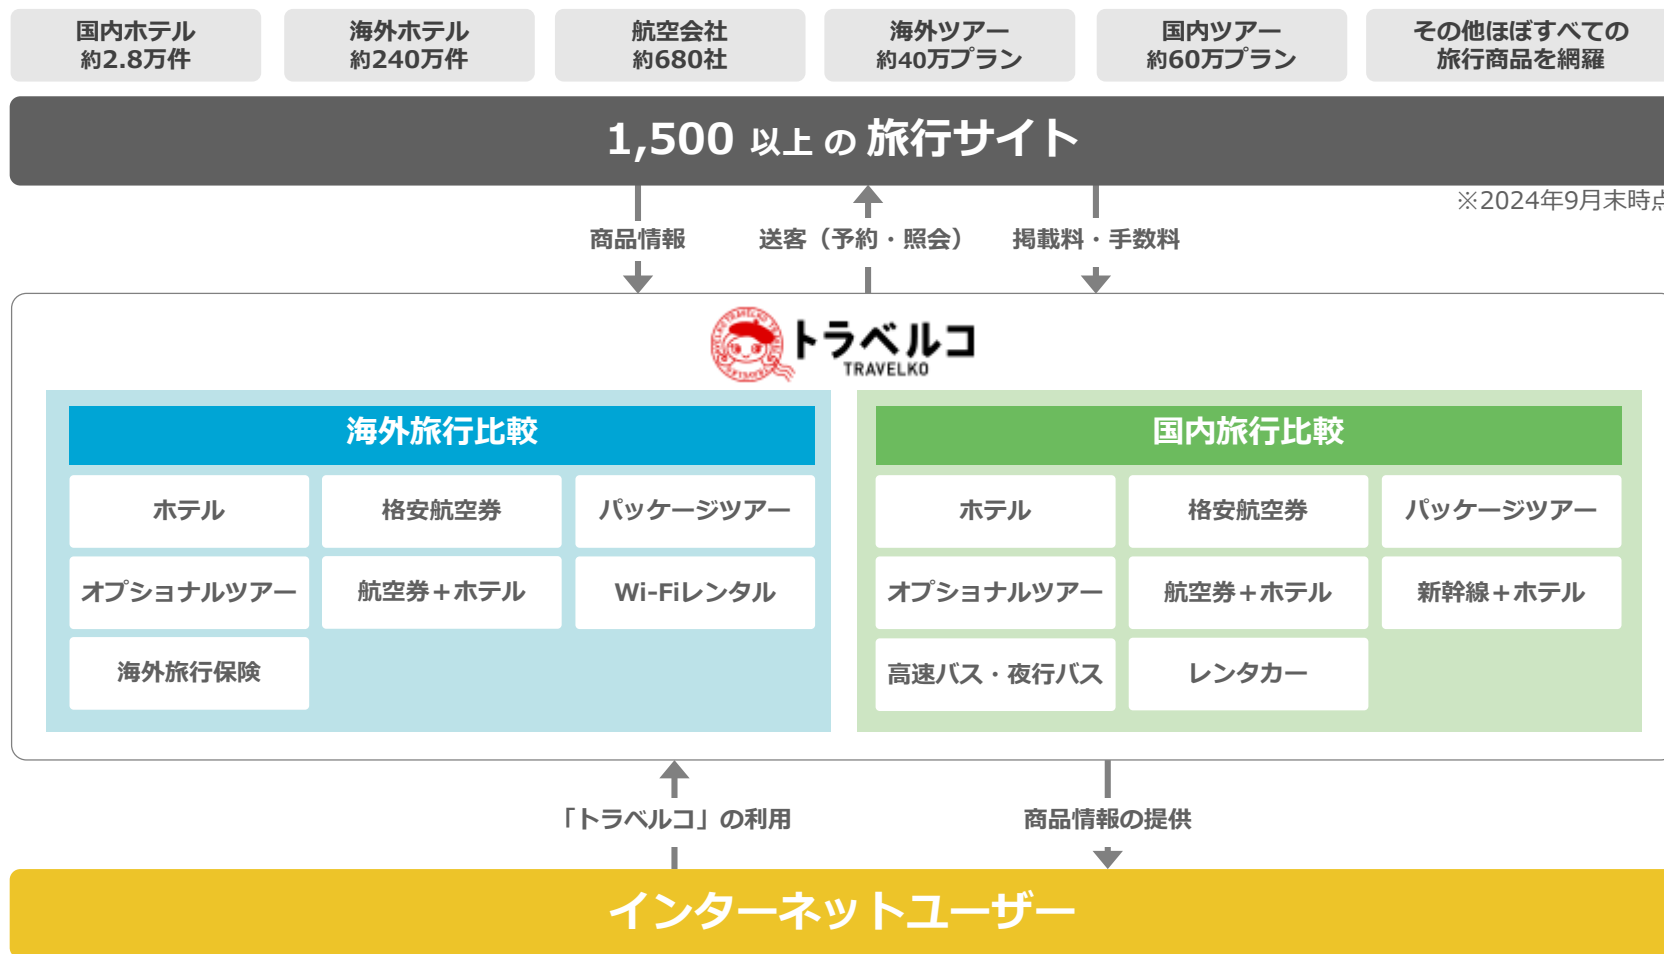 国内ホテル
約2.8万件
海外ホテル
約240万件
航空会社
約680社
海外ツアー
約40万プラン
国内ツアー
約60万プラン
その他ほぼすべての
旅行商品を網羅
1,500 以上 の 旅行サイト
※2024年9月末時点
商品情報
送客（予約・照会）
掲載料・手数料
トラベルコ
TRAVELKO
海外旅行比較
ホテル
格安航空券
パッケージツアー
オプショナルツアー
航空券＋ホテル
Wi-Fiレンタル
海外旅行保険
国内旅行比較
ホテル
格安航空券
パッケージツアー
オプショナルツアー
航空券＋ホテル
新幹線＋ホテル
高速バス・夜行バス
レンタカー
「トラベルコ」の利用
商品情報の提供
インターネットユーザー